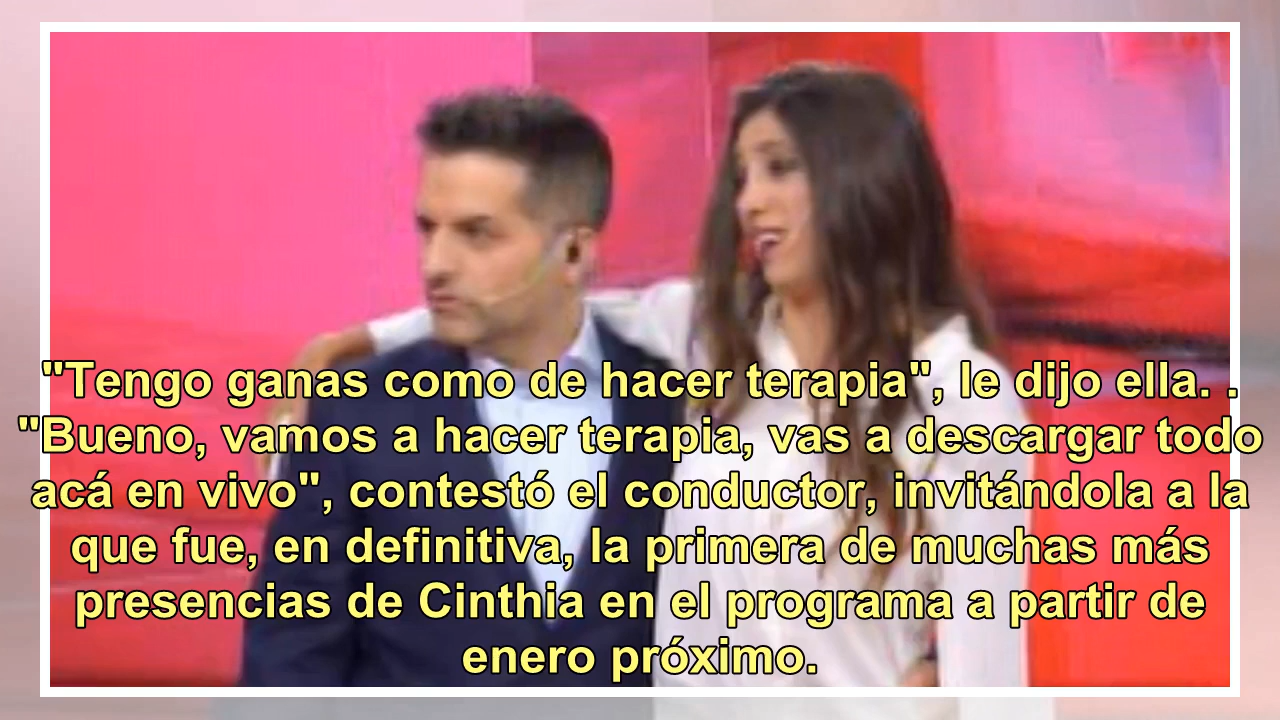 "Tengo ganas como de hacer terapia", le dijo ella. .
"Bueno, vamos a hacer terapia, vas a descargar todo
acá en vivo", contestó el conductor, invitándola a la
que fue, en definitiva, la primera de muchas más
presencias de Cinthia en el programa a partir de
enero próximo.